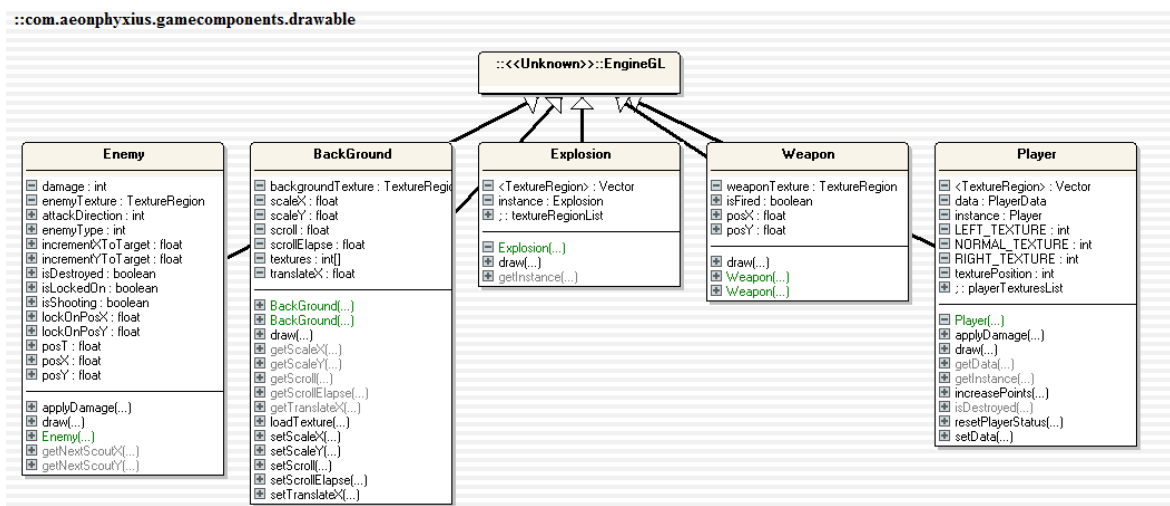 ::com.aeonphyxius.gamecomponents.drawable
::<<Unknown>>::EngineGL
Enemy
damage : int
enemyTexture : TextureRegion
attackDirection : int
enemyType : int
incrementXToTarget : float
incrementYToTarget : float
isDestroyed : boolean
isLockedOn : boolean
isShooting : boolean
lockOnPosX : float
lockOnPosY : float
posT : float
posX : float
posY : float
applyDamage(...)
draw(...)
Enemy(...)
getNextScoutX(...)
getNextScoutY(...)
BackGround
backgroundTexture : TextureRegio
scaleX : float
scaleY : float
scroll : float
scrollElapse : float
textures : int[]
translateX : float
BackGround(...)
BackGround(...)
draw(...)
getScaleX(...)
getScaleY(...)
getScroll(...)
getScrollElapse(...)
getTranslateX(...)
loadTexture(...)
setScaleX(...)
setScaleY(...)
setScroll(...)
setScrollElapse(...)
setTranslateX(...)
Explosion
<TextureRegion> : Vector
instance : Explosion
; : textureRegionList
Explosion(...)
draw(...)
getInstance(...)
Weapon
weaponTexture : TextureRegion
isFired : boolean
posX : float
posY : float
draw(...)
Weapon(...)
Weapon(...)
Player
<TextureRegion> : Vector
data : PlayerData
instance : Player
LEFT_TEXTURE : int
NORMAL_TEXTURE : int
RIGHT_TEXTURE : int
texturePosition : int
; : playerTexturesList
Player(...)
applyDamage(...)
draw(...)
getData(...)
getInstance(...)
increasePoints(...)
isDestroyed(...)
resetPlayerStatus(...)
setData(...)